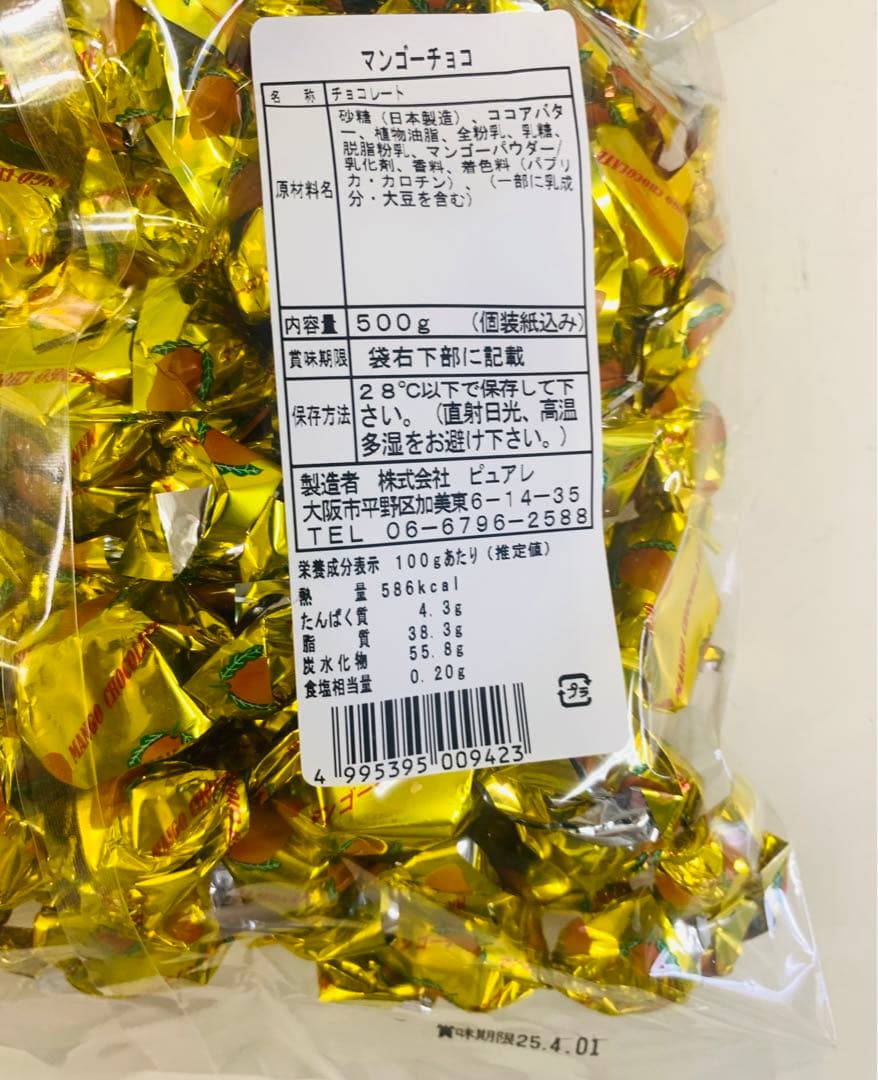 マンゴーチョコ
名 称 チョコレート
原材料名
砂糖（日本製造）、ココアバタ
ー、植物油脂、全粉乳、乳糖、
脱脂粉乳、マンゴーパウダー/
乳化剤、香料、着色料（パプリ
カ・カロチン）、（一部に乳成
分・大豆を含む）
内容量 500g （個装紙込み）
賞味期限 袋右下部に記載
保存方法
28℃以下で保存して下
さい。（直射日光、高温
多湿をお避け下さい。）
製造者 株式会社 ピュアレ
大阪市平野区加美東6-14-35
TEL 06-6796-2588
栄養成分表示 100gあたり（推定値）
熱 量 586kcal
たんぱく質 4.3g
脂 質 38.3g
炭水化物 55.8g
食塩相当量 0.20g
プラ
4 995395 009423
MANGO CHOCOLATE
賞味期限25.4.01